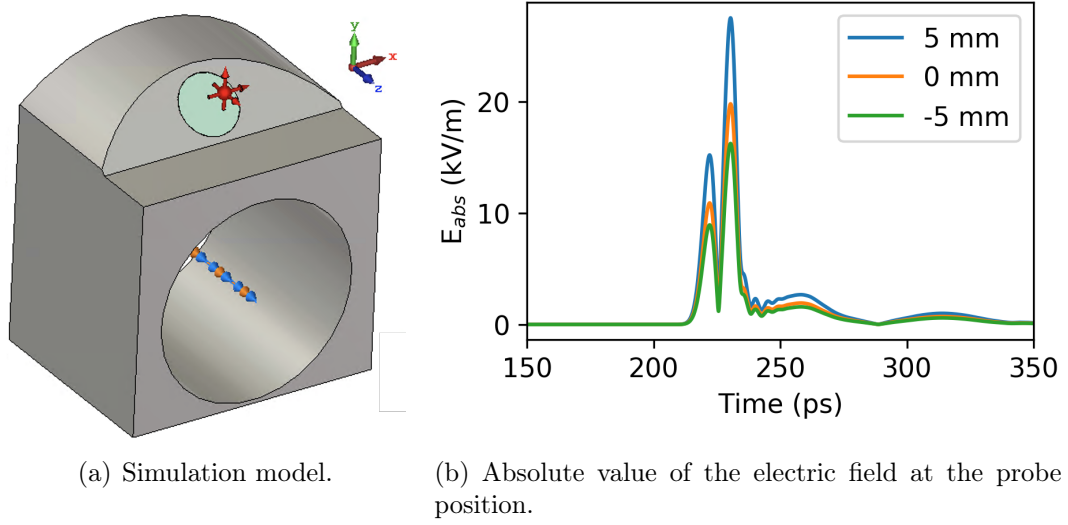 y
x
z
5 mm
0 mm
-5 mm
20
10
0
E_abs (kV/m)
150 200 250 300 350
Time (ps)
(a) Simulation model.
(b) Absolute value of the electric field at the probe
position.